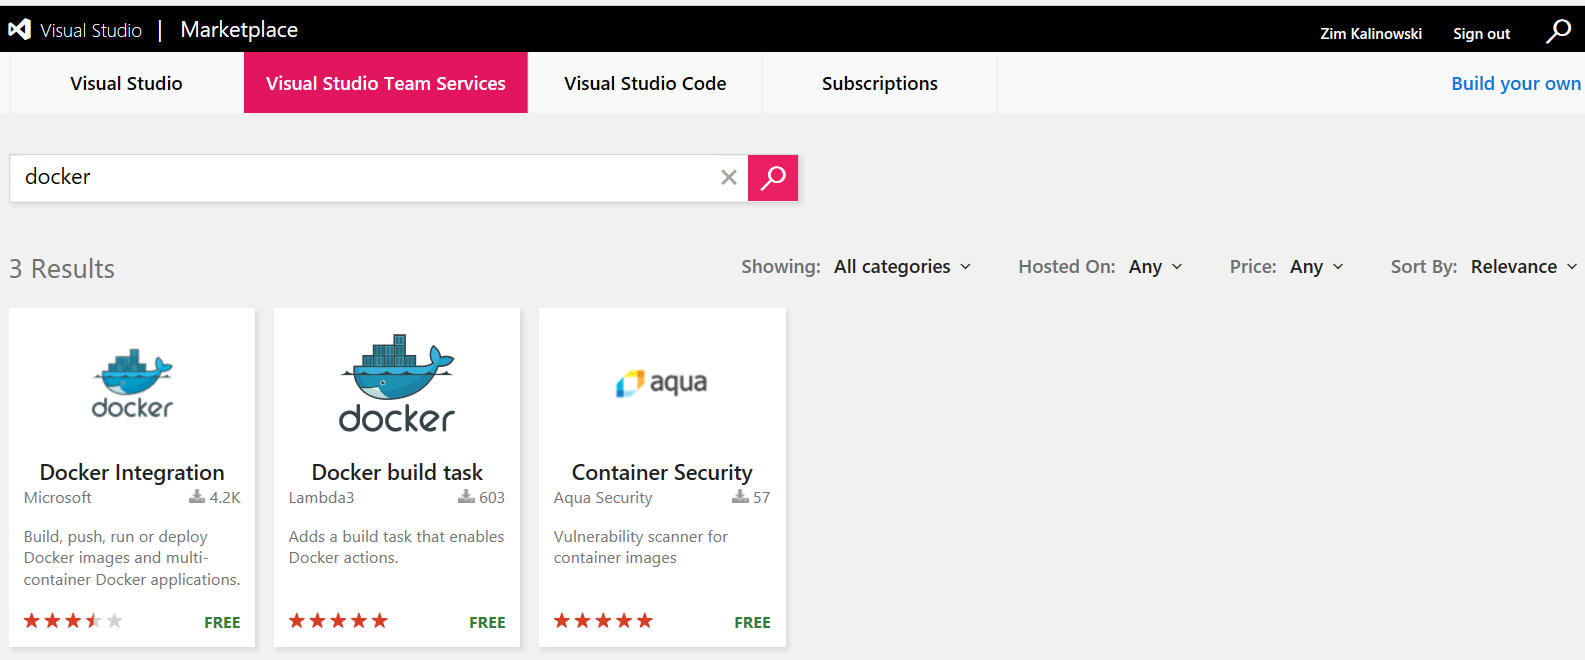 Visual Studio | Marketplace
Zim Kalinowski Sign out
Visual Studio Visual Studio Team Services Visual Studio Code Subscriptions Build your own
docker
3 Results Showing: All categories Hosted On: Any Price: Any Sort By: Relevance
docker
Docker Integration
Microsoft 4.2K
Build, push, run or deploy
Docker images and multi-
container Docker applications.
FREE
docker
Docker build task
Lambda3 603
Adds a build task that enables
Docker actions.
FREE
aqua
Container Security
Aqua Security 57
Vulnerability scanner for
container images
FREE